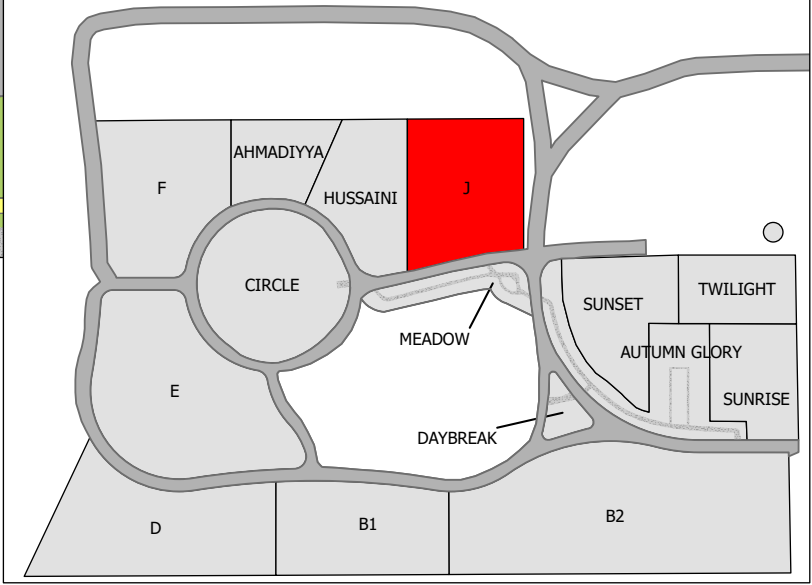 AHMADIYYA
F
HUSSAINI
J
CIRCLE
TWILIGHT
SUNSET
MEADOW
AUTUMN GLORY
E
SUNRISE
DAYBREAK
D
B1
B2